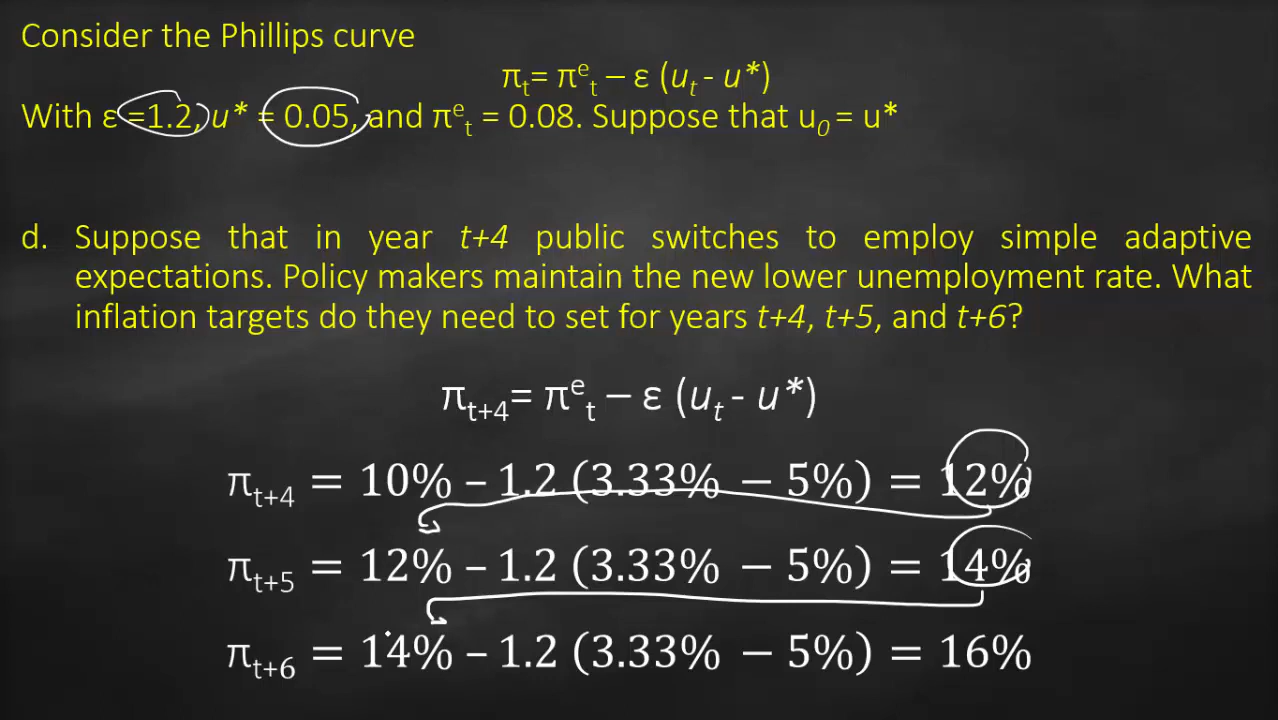 Consider the Phillips curve
πₜ= πᵉₜ – ε (uₜ - u*)
With ε =1.2, u* = 0.05, and πᵉₜ = 0.08. Suppose that u₀ = u*
d. Suppose that in year t+4 public switches to employ simple adaptive
expectations. Policy makers maintain the new lower unemployment rate. What
inflation targets do they need to set for years t+4, t+5, and t+6?
πₜ₊₄= πᵉₜ – ε (uₜ - u*)
πₜ₊₄ = 10% – 1.2 (3.33% − 5%) = 12%
πₜ₊₅ = 12% – 1.2 (3.33% − 5%) = 14%
πₜ₊₆ = 14% – 1.2 (3.33% − 5%) = 16%